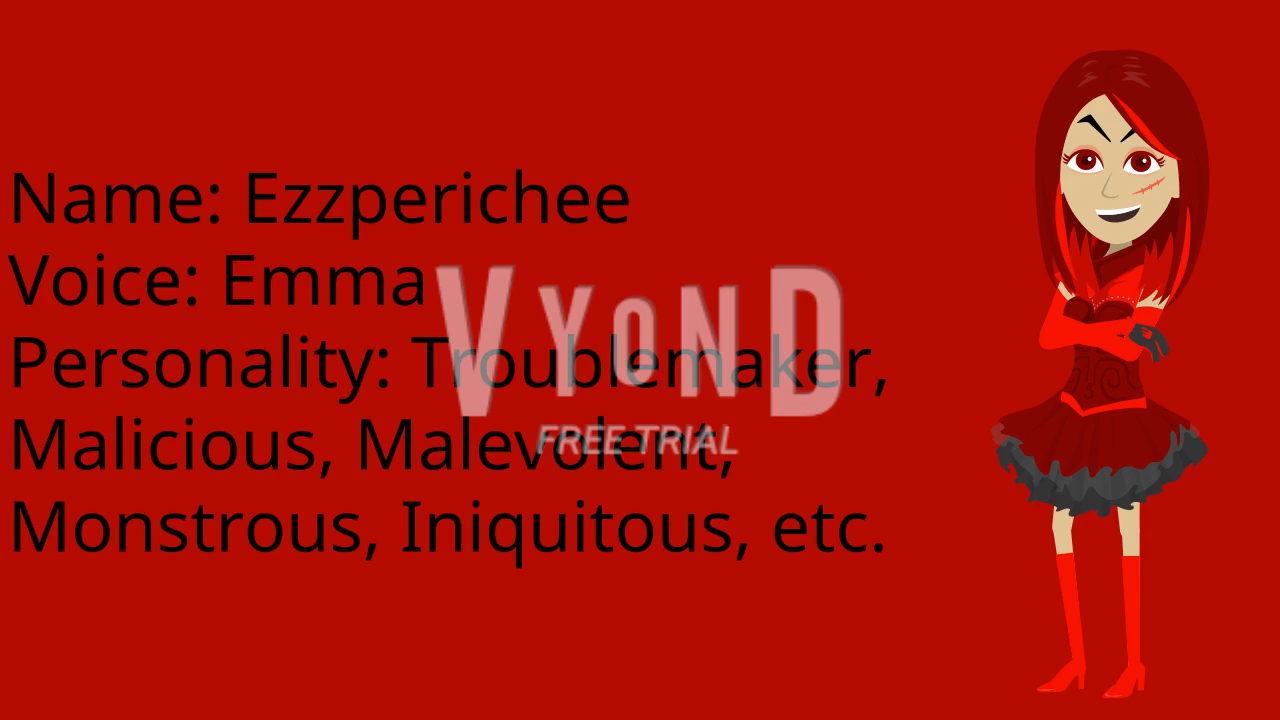 Name: Ezzperichee
Voice: Emma
VYOND
Personality: Troublemaker,
FREE TRIAL
Malicious, Malevolent,
Monstrous, Iniquitous, etc.